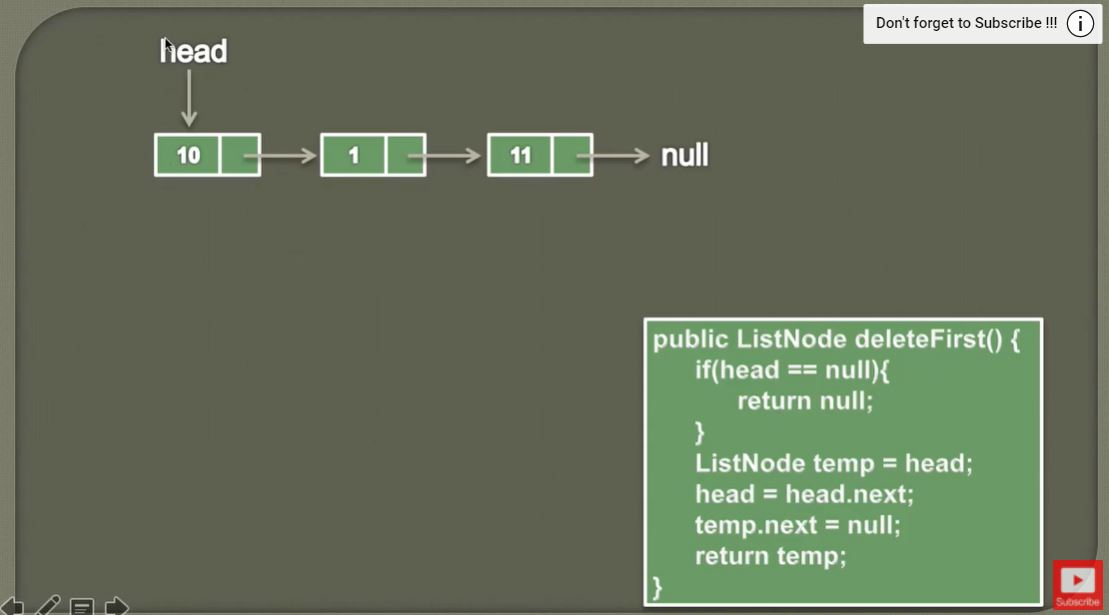 Don't forget to Subscribe !!!
head
10 1 11 null
public ListNode deleteFirst() {
if(head == null){
return null;
}
ListNode temp = head;
head = head.next;
temp.next = null;
return temp;
}
Subscribe